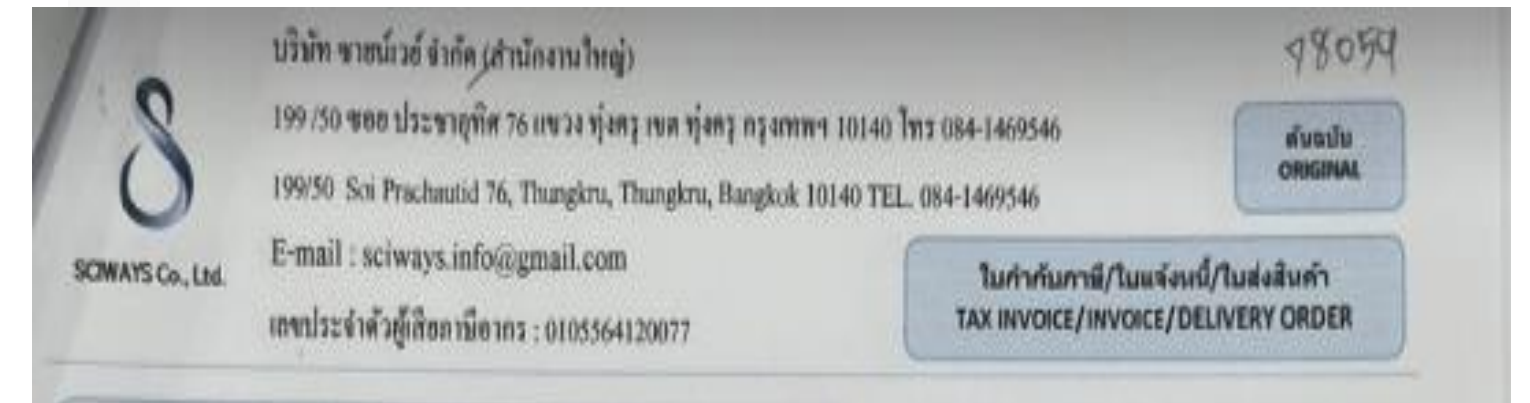 บริษัท ซายน์เวย์ จำกัด (สำนักงานใหญ่)
199 /50 ซอย ประชาอุทิศ 76 แขวง ทุ่งครุ เขต ทุ่งครุ กรุงเทพฯ 10140 โทร 084-1469546
199/50 Soi Prachautid 76, Thungkru, Thungkru, Bangkok 10140 TEL. 084-1469546
E-mail : sciways.info@gmail.com
เลขประจำตัวผู้เสียภาษีอากร : 0105564120077
SCIWAYS Co., Ltd.
ต้นฉบับ
ORIGINAL
ใบกำกับภาษี/ใบแจ้งหนี้/ใบส่งสินค้า
TAX INVOICE/INVOICE/DELIVERY ORDER